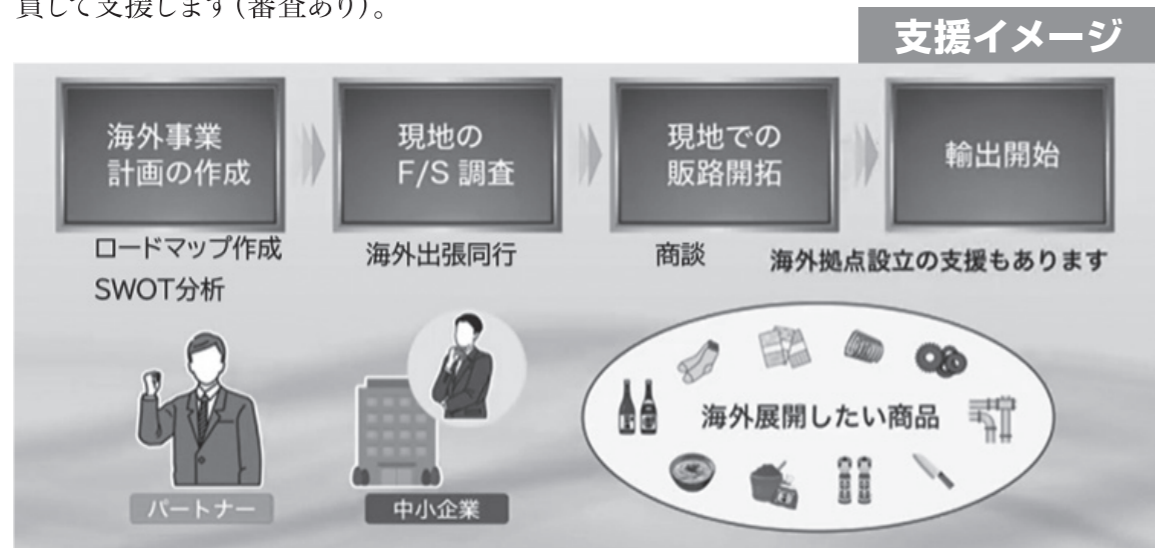 貫して支援します（審査あり）。
支援イメージ
海外事業
計画の作成
現地の
F/S 調査
現地での
販路開拓
輸出開始
ロードマップ作成
SWOT分析
海外出張同行
商談
海外拠点設立の支援もあります
海外展開したい商品
パートナー
中小企業